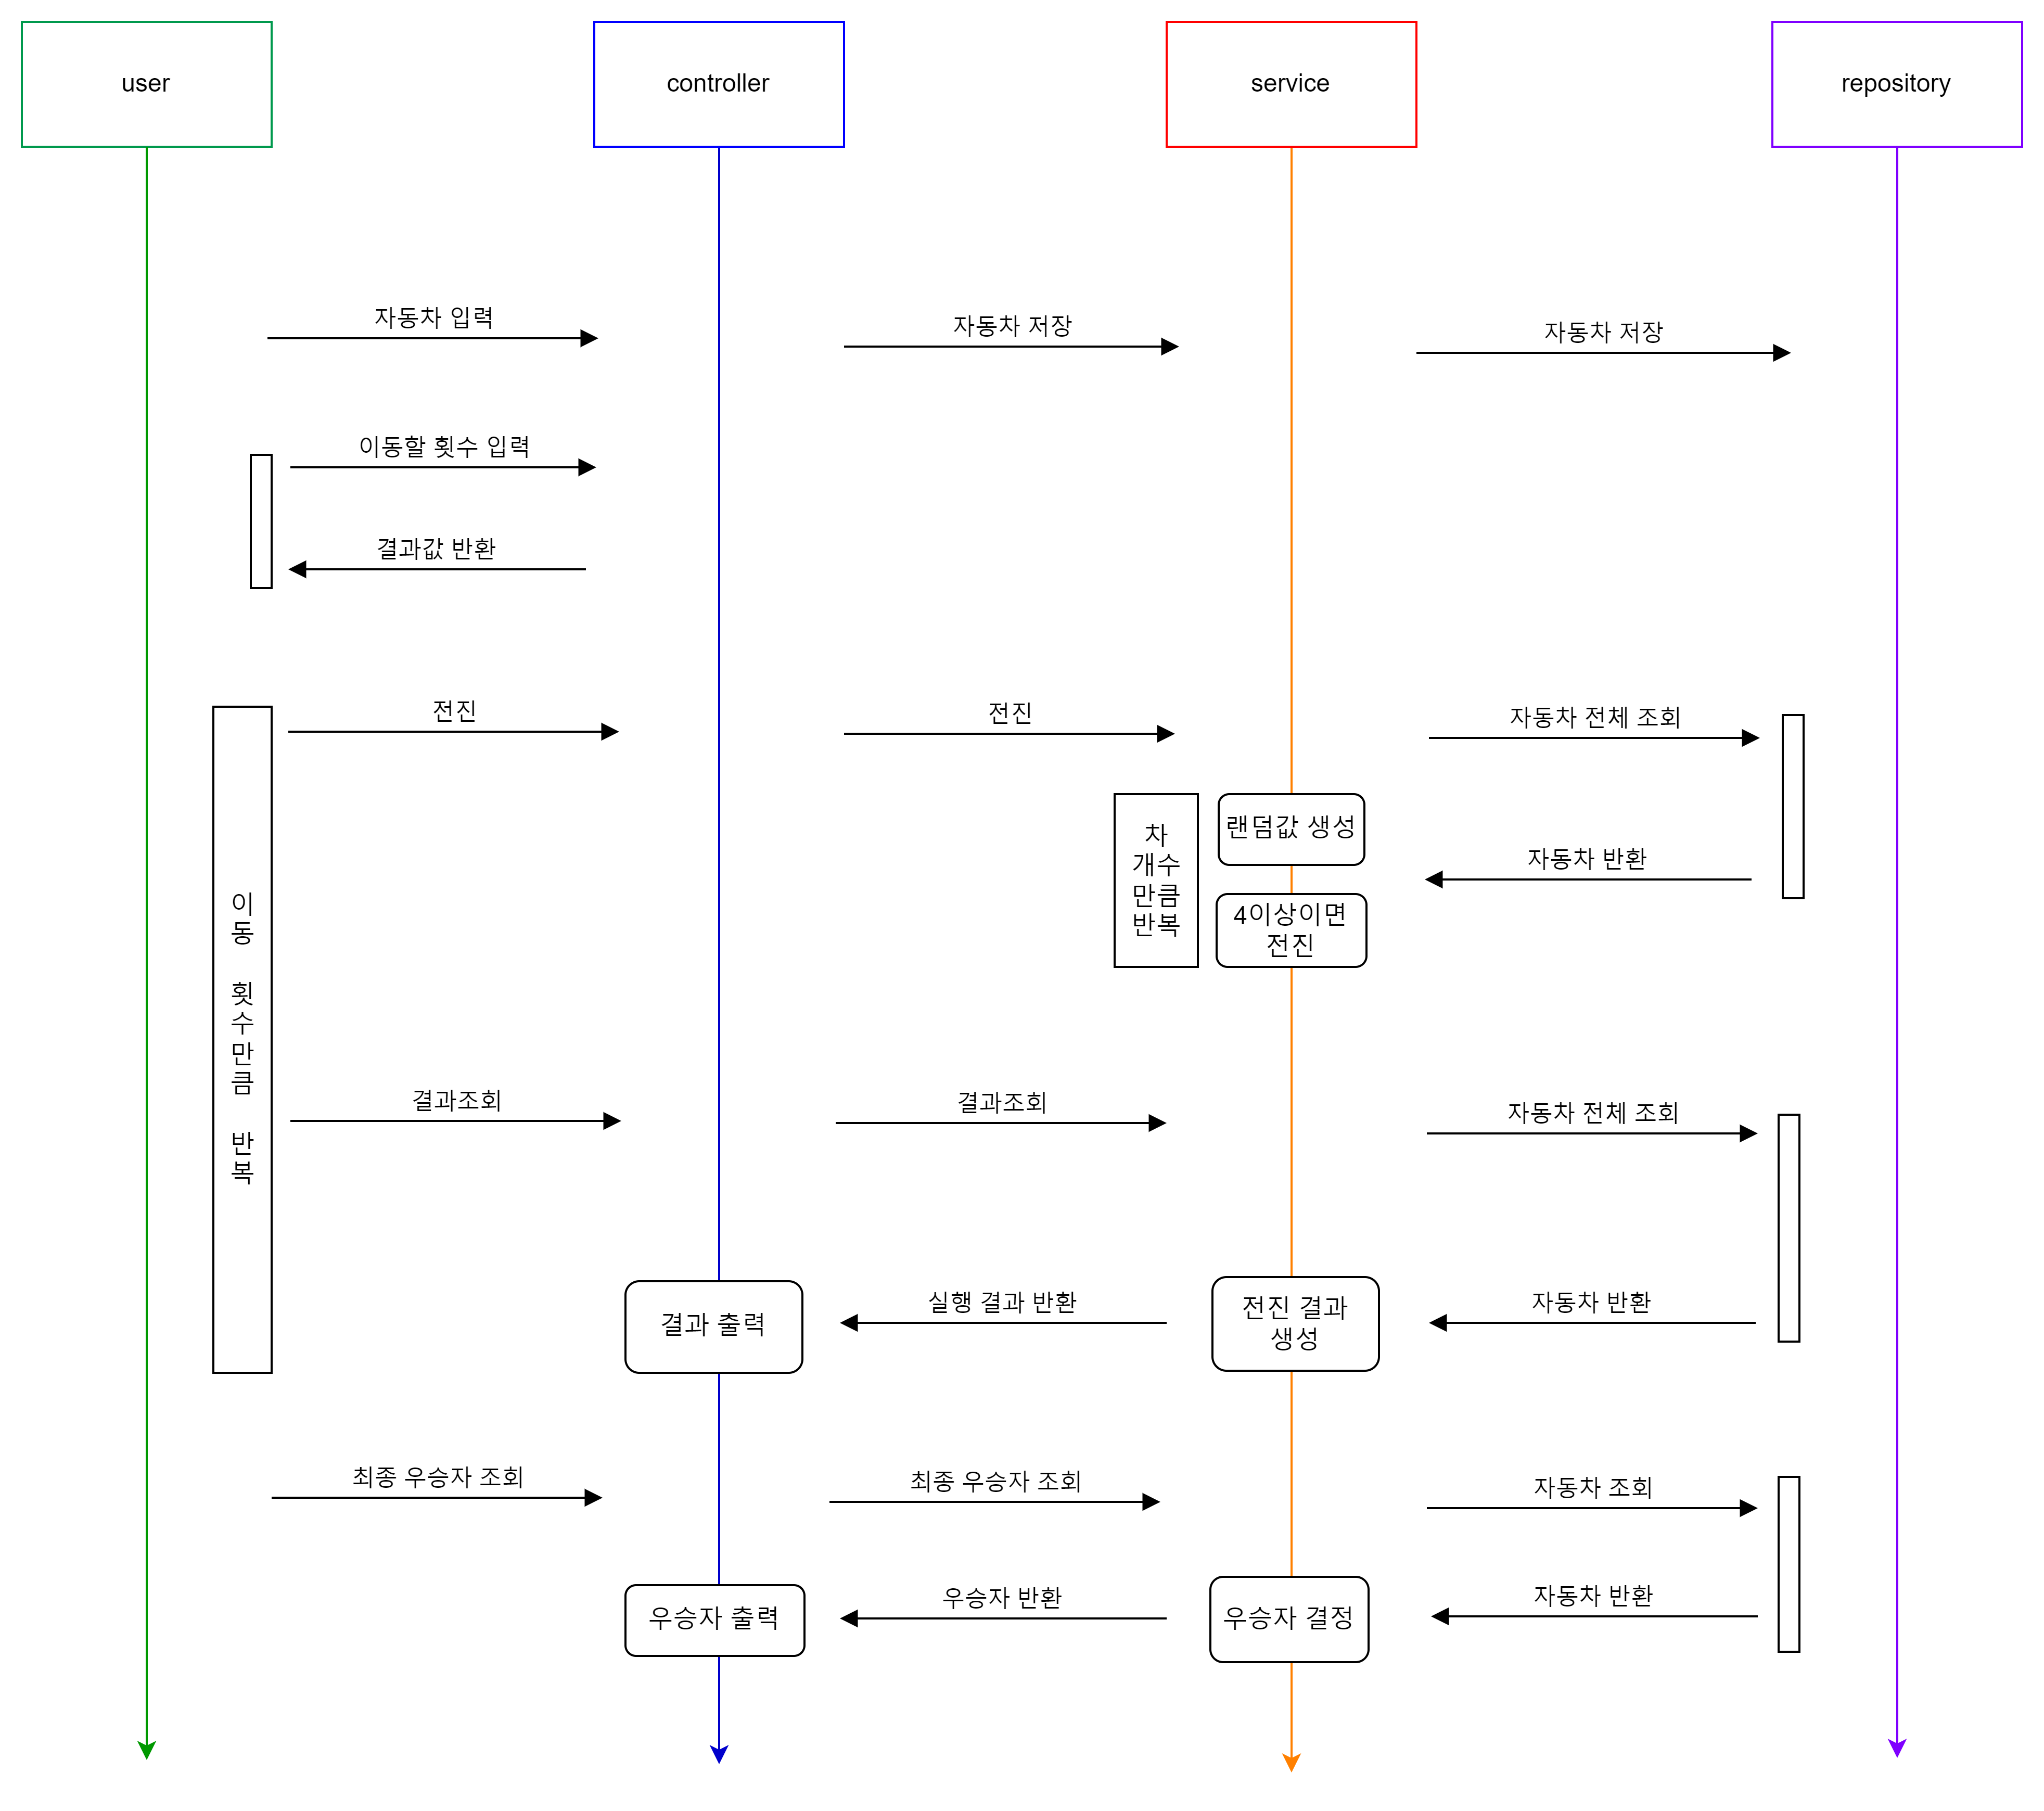 user
controller
service
repository
자동차 입력
자동차 저장
자동차 저장
이동할 횟수 입력
결과값 반환
전진
전진
자동차 전체 조회
이
동
횟
수
만
큼
반
복
차
개수
만큼
반복
랜덤값 생성
자동차 반환
4이상이면
전진
결과조회
결과조회
자동차 전체 조회
결과 출력
실행 결과 반환
전진 결과
생성
자동차 반환
최종 우승자 조회
최종 우승자 조회
자동차 조회
우승자 출력
우승자 반환
우승자 결정
자동차 반환